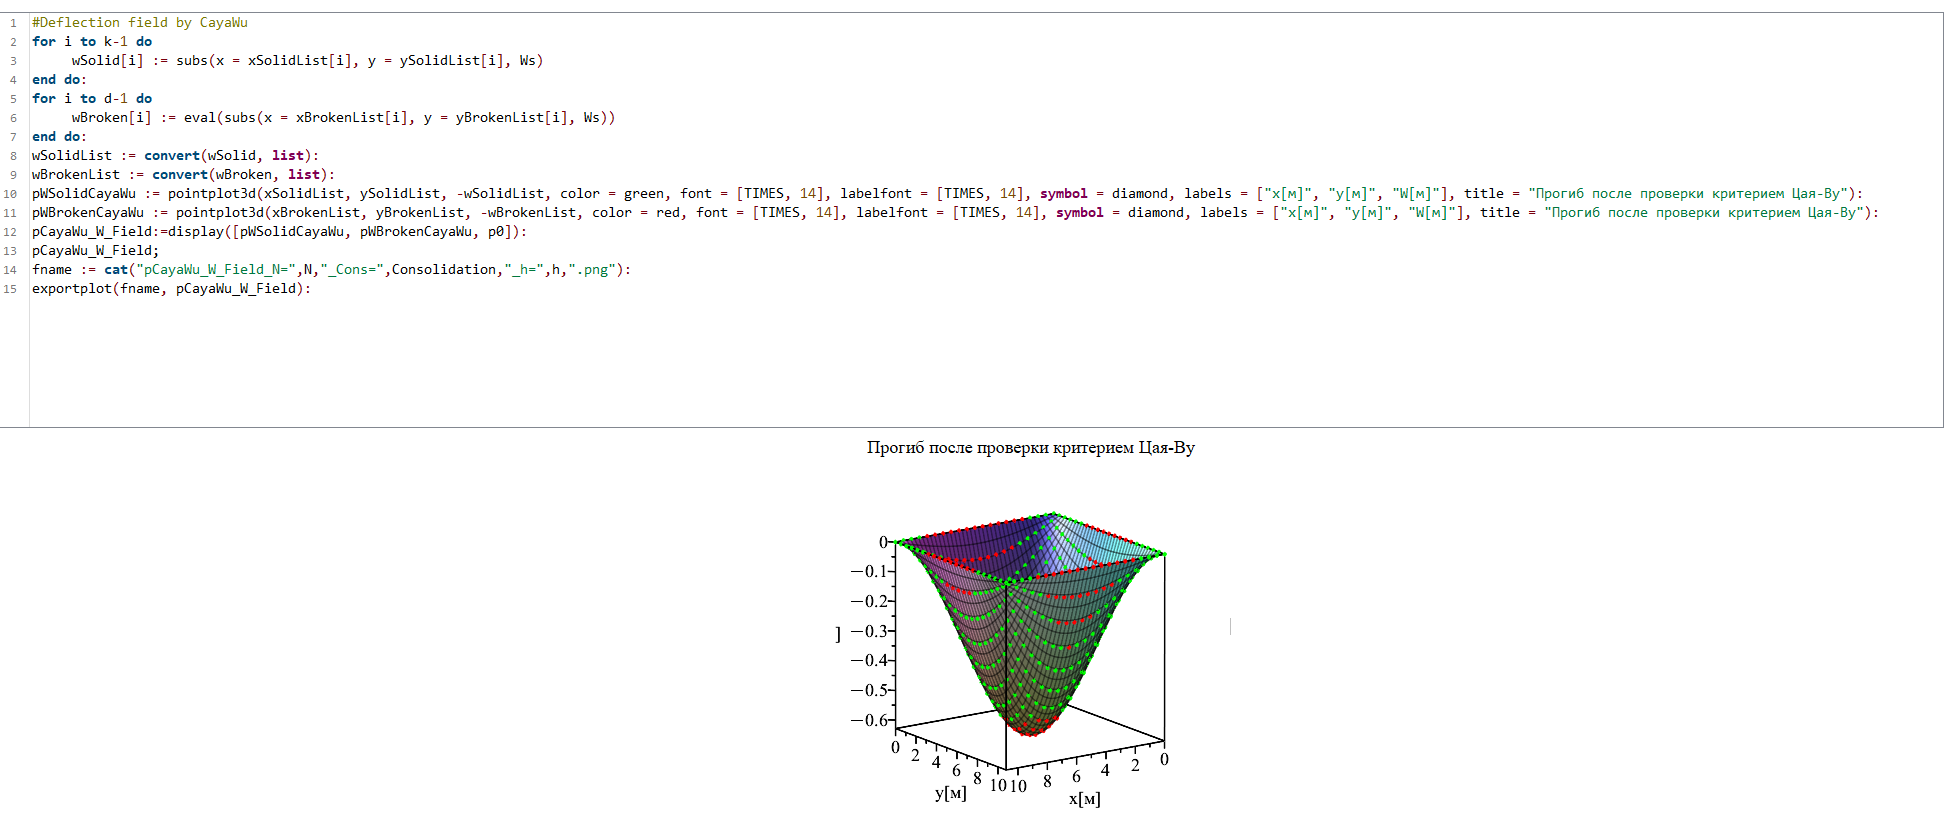 1 #Deflection field by CayaWu
2 for i to k-1 do
3 wSolid[i] := subs(x = xSolidList[i], y = ySolidList[i], Ws)
4 end do:
5 for i to d-1 do
6 wBroken[i] := eval(subs(x = xBrokenList[i], y = yBrokenList[i], Ws))
7 end do:
8 wSolidList := convert(wSolid, list):
9 wBrokenList := convert(wBroken, list):
10 pWSolidCayaWu := pointplot3d(xSolidList, ySolidList, -wSolidList, color = green, font = [TIMES, 14], labelfont = [TIMES, 14], symbol = diamond, labels = ["x[м]", "y[м]", "W[м]"], title = "Прогиб после проверки критерием Цая-Ву"):
11 pWBrokenCayaWu := pointplot3d(xBrokenList, yBrokenList, -wBrokenList, color = red, font = [TIMES, 14], labelfont = [TIMES, 14], symbol = diamond, labels = ["x[м]", "y[м]", "W[м]"], title = "Прогиб после проверки критерием Цая-Ву"):
12 pCayaWu_W_Field:=display([pWSolidCayaWu, pWBrokenCayaWu, p0]):
13 pCayaWu_W_Field;
14 fname := cat("pCayaWu_W_Field_N=",N,"_Cons=",Consolidation,"_h=",h,".png"):
15 exportplot(fname, pCayaWu_W_Field):
Прогиб после проверки критерием Цая-Ву
0
−0.1
−0.2
]
−0.3
−0.4
−0.5
−0.6
0 2 4 6 8 10
10 8 6 4 2 0
y[м]
x[м]